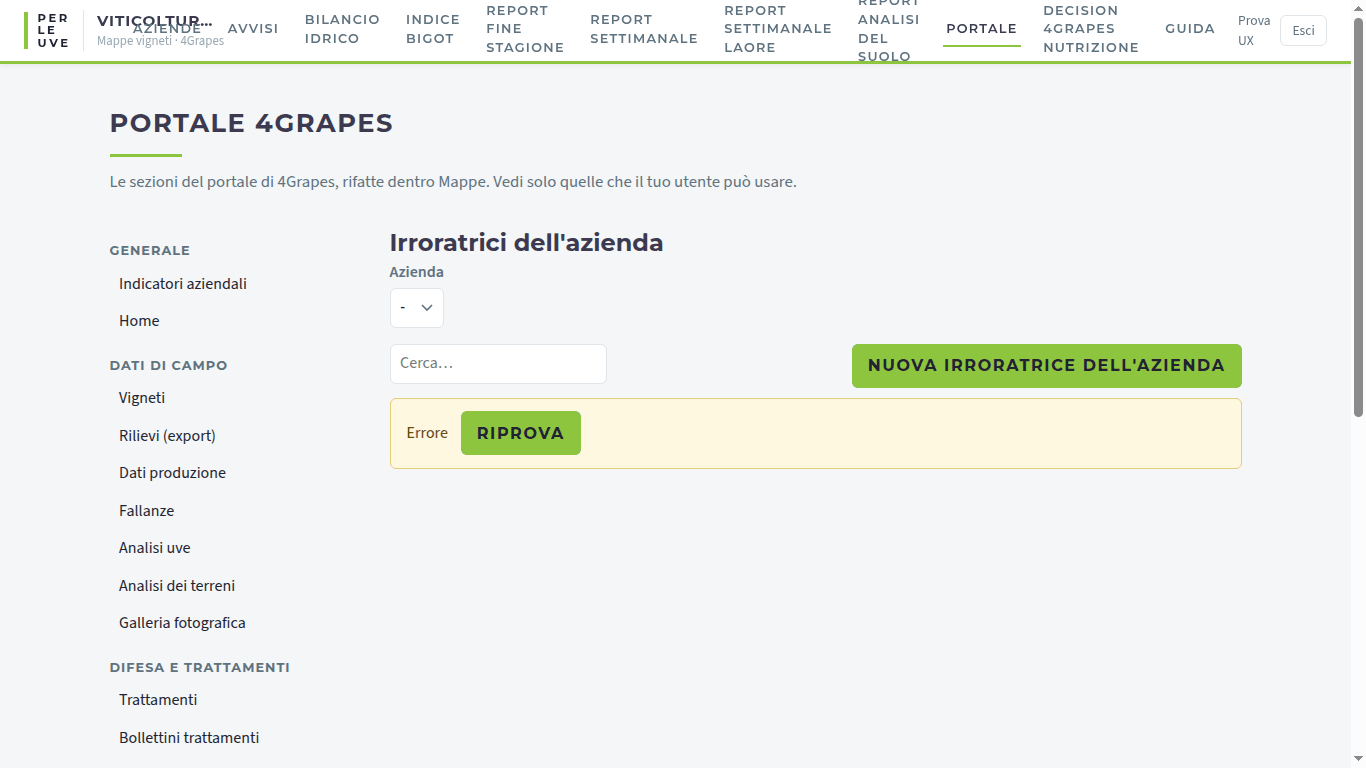 PER
LE
UVE
VITICOLTUR...
Mappe vigneti · 4Grapes
AZIENDE
AVVISI
BILANCIO
IDRICO
INDICE
BIGOT
REPORT
FINE
STAGIONE
REPORT
SETTIMANALE
REPORT
SETTIMANALE
LAORE
REPORT
ANALISI
DEL
SUOLO
PORTALE
DECISION
4GRAPES
NUTRIZIONE
GUIDA
Prova
UX
Esci
PORTALE 4GRAPES
Le sezioni del portale di 4Grapes, rifatte dentro Mappe. Vedi solo quelle che il tuo utente può usare.
GENERALE
Indicatori aziendali
Home
DATI DI CAMPO
Vigneti
Rilievi (export)
Dati produzione
Fallanze
Analisi uve
Analisi dei terreni
Galleria fotografica
DIFESA E TRATTAMENTI
Trattamenti
Bollettini trattamenti
Irroratrici dell'azienda
Azienda
-
Cerca...
NUOVA IRRORATRICE DELL'AZIENDA
Errore
RIPROVA